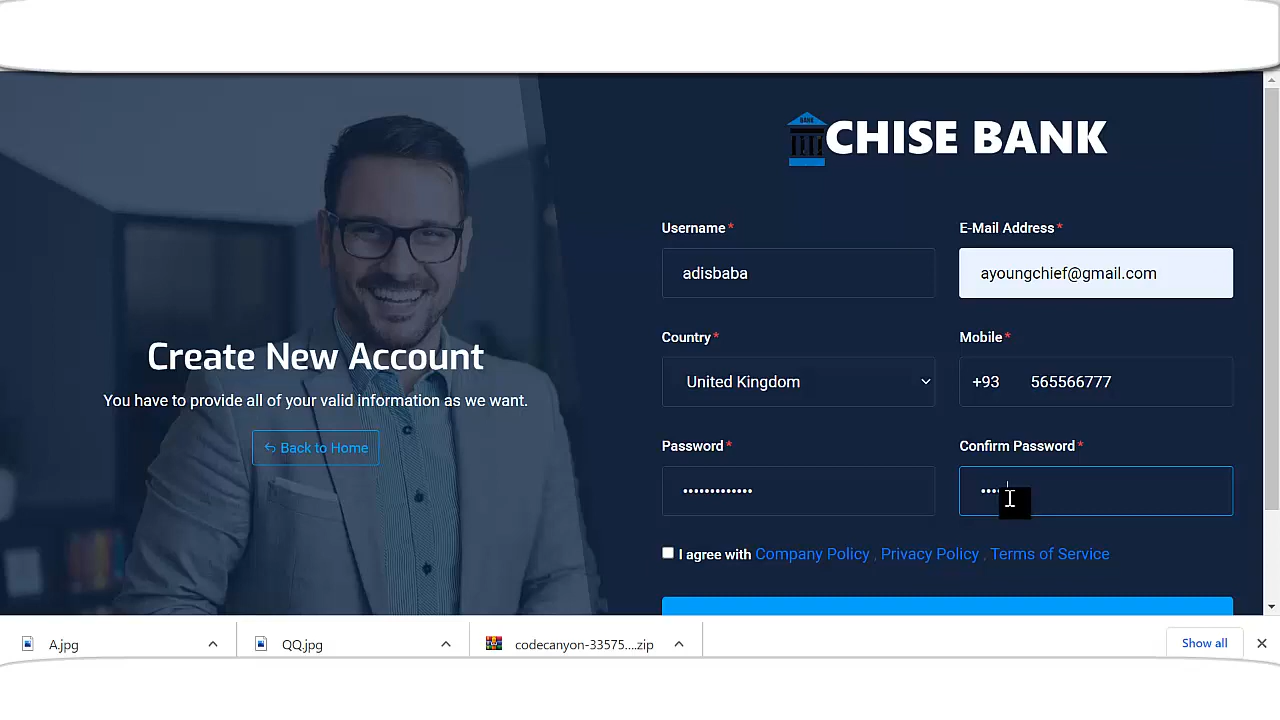 BANK
CHISE BANK
Username*
E-Mail Address*
adisbaba
ayoungchief@gmail.com
Country*
Mobile*
United Kingdom
+93 565566777
Create New Account
You have to provide all of your valid information as we want.
Back to Home
Password*
Confirm Password*
•••••••••••••
••••
I agree with Company Policy , Privacy Policy , Terms of Service
A.jpg
QQ.jpg
codecanyon-33575....zip
Show all